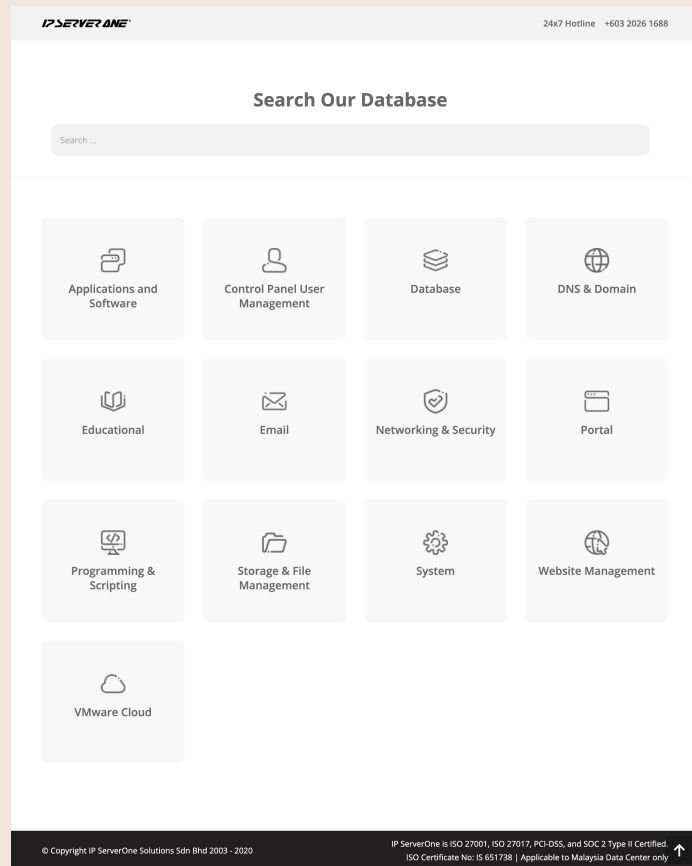 IP SERVER ONE
24x7 Hotline +603 2026 1688
Search Our Database
Search ...
Applications and
Software
Control Panel User
Management
Database
DNS & Domain
Educational
Email
Networking & Security
Portal
Programming &
Scripting
Storage & File
Management
System
Website Management
VMware Cloud
© Copyright IP ServerOne Solutions Sdn Bhd 2003 - 2020
IP ServerOne is ISO 27001, ISO 27017, PCI-DSS, and SOC 2 Type II Certified.
ISO Certificate No: IS 651738 | Applicable to Malaysia Data Center only